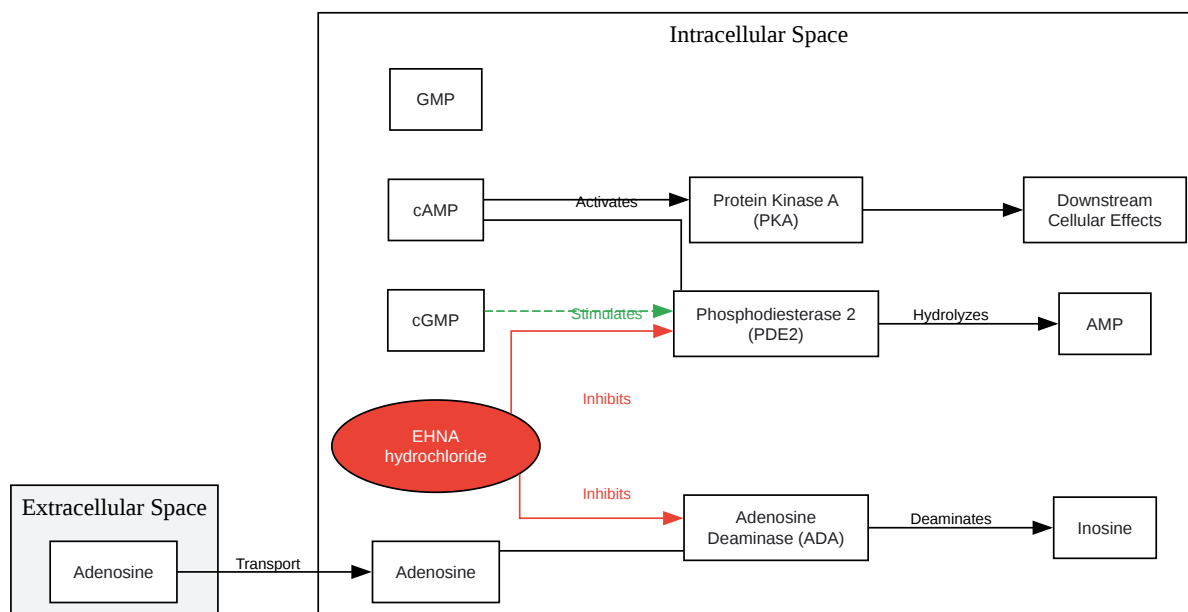 Intracellular Space
GMP
cAMP
Activates
Protein Kinase A
(PKA)
Downstream
Cellular Effects
cGMP
Stimulates
Phosphodiesterase 2
(PDE2)
Hydrolyzes
AMP
Inhibits
EHNA
hydrochloride
Inhibits
Extracellular Space
Adenosine
Transport
Adenosine
Adenosine
Deaminase (ADA)
Deaminates
Inosine